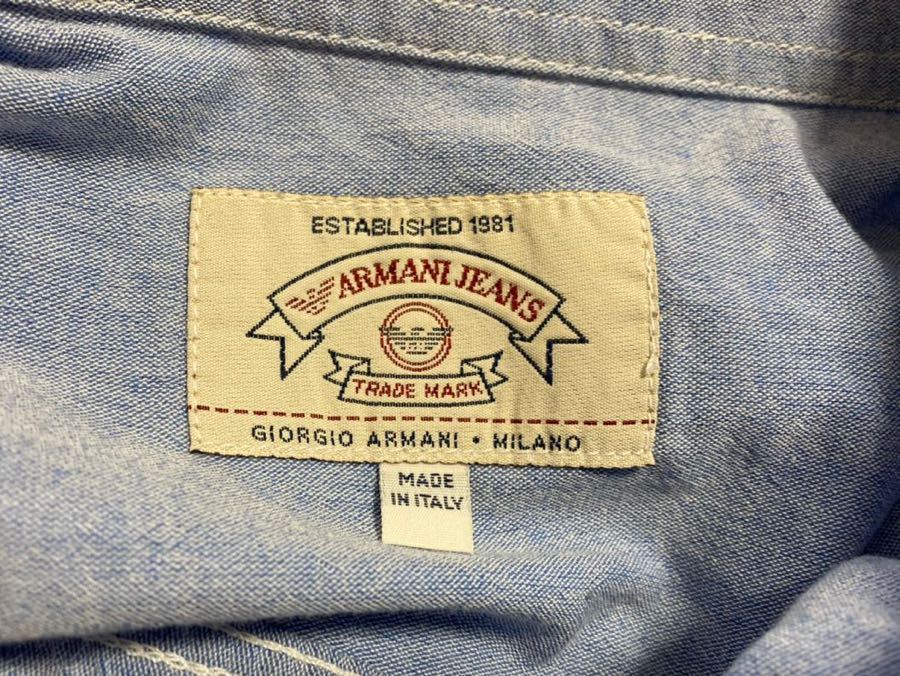 ESTABLISHED 1981
ARMANI JEANS
TRADE MARK
GIORGIO ARMANI • MILANO
MADE
IN ITALY